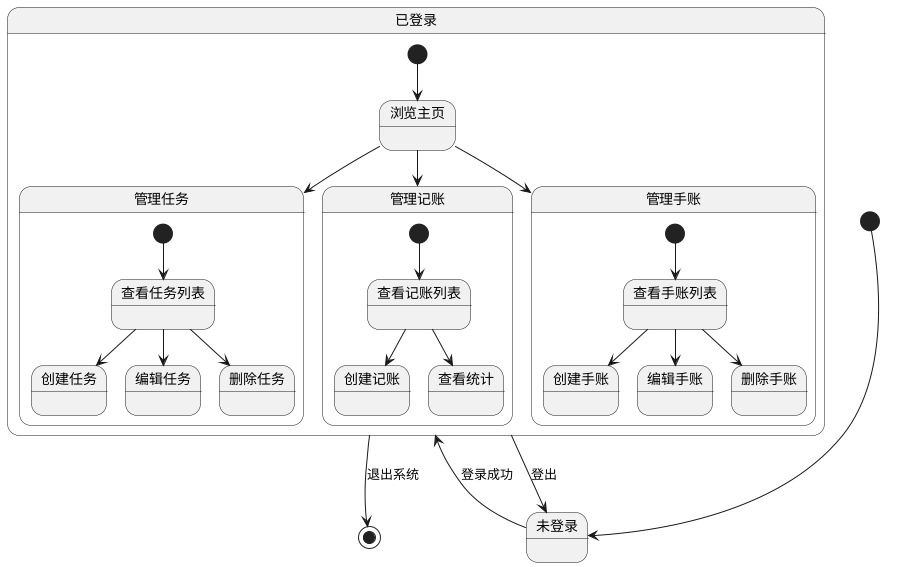 已登录
浏览主页
管理任务
管理记账
管理手账
查看任务列表
查看记账列表
查看手账列表
创建任务
编辑任务
删除任务
创建记账
查看统计
创建手账
编辑手账
删除手账
退出系统
登录成功
登出
未登录